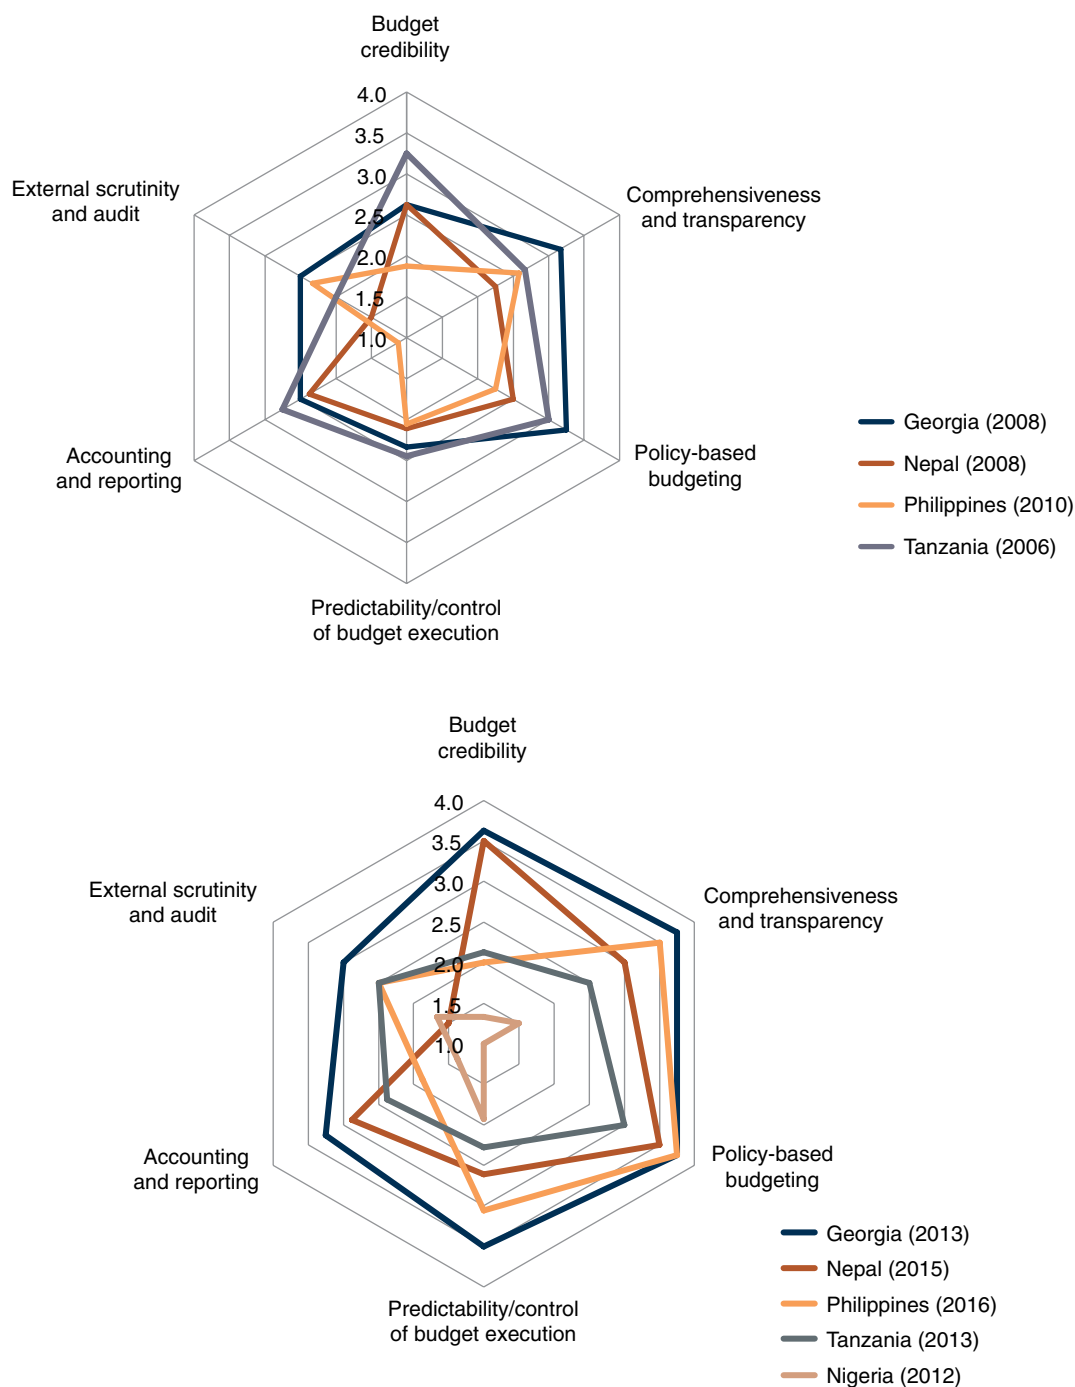 Budget
credibility
4.0
3.5
3.0
2.5
2.0
1.5
1.0
External scrutinity
and audit
Comprehensiveness
and transparency
Accounting
and reporting
Policy-based
budgeting
Predictability/control
of budget execution
Georgia (2008)
Nepal (2008)
Philippines (2010)
Tanzania (2006)
Budget
credibility
4.0
3.5
3.0
2.5
2.0
1.5
1.0
External scrutinity
and audit
Comprehensiveness
and transparency
Accounting
and reporting
Policy-based
budgeting
Predictability/control
of budget execution
Georgia (2013)
Nepal (2015)
Philippines (2016)
Tanzania (2013)
Nigeria (2012)